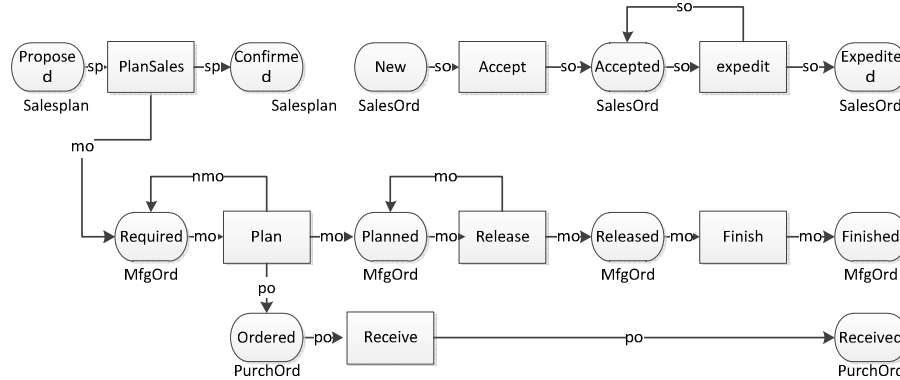 so
Propose
d
sp
PlanSales
sp
Confirme
d
New
so
Accept
so
Accepted
so
expedit
so
Expedite
d
Salesplan
Salesplan
SalesOrd
SalesOrd
SalesOrd
mo
nmo
mo
Required
mo
Plan
mo
Planned
mo
Release
mo
Released
mo
Finish
mo
Finished
MfgOrd
MfgOrd
MfgOrd
MfgOrd
po
Ordered
po
Receive
po
Received
PurchOrd
PurchOrd